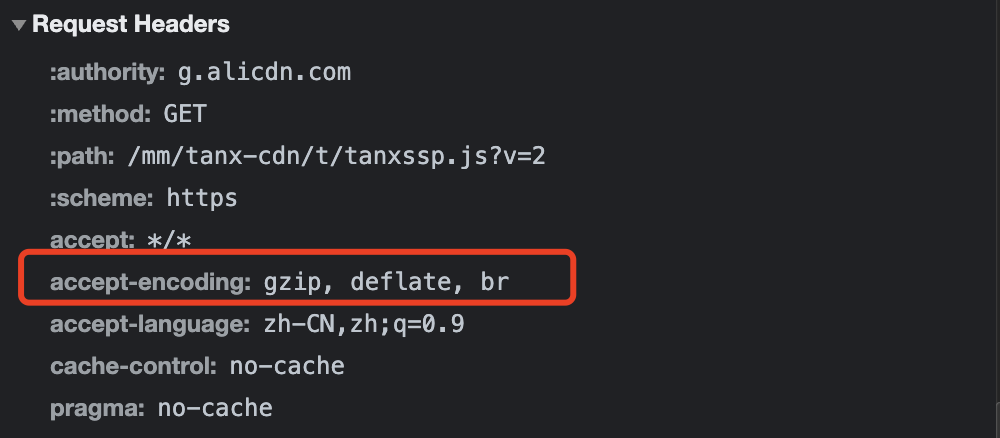 Request Headers
:authority: g.alicdn.com
:method: GET
:path: /mm/tanx-cdn/t/tanxssp.js?v=2
:scheme: https
accept: */*
accept-encoding: gzip, deflate, br
accept-language: zh-CN,zh;q=0.9
cache-control: no-cache
pragma: no-cache